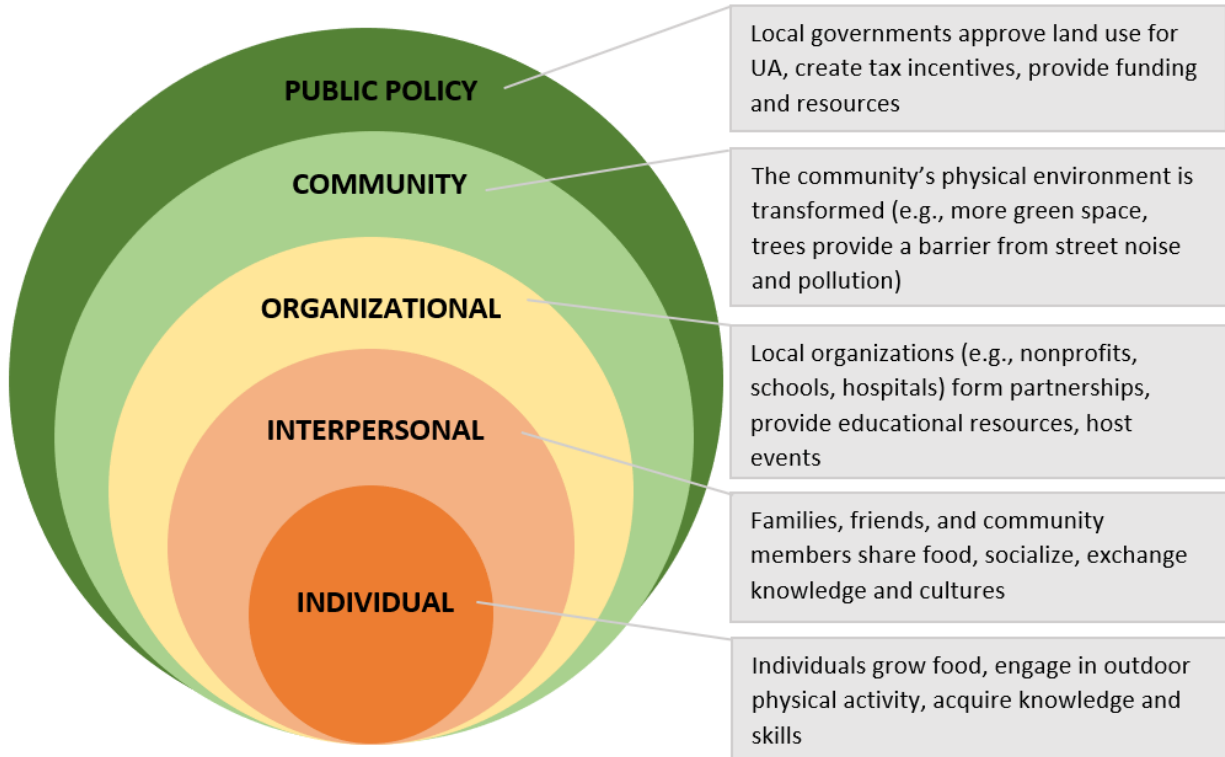 PUBLIC POLICY
Local governments approve land use for
UA, create tax incentives, provide funding
and resources
COMMUNITY
The community’s physical environment is
transformed (e.g., more green space,
trees provide a barrier from street noise
and pollution)
ORGANIZATIONAL
Local organizations (e.g., nonprofits,
schools, hospitals) form partnerships,
provide educational resources, host
events
INTERPERSONAL
Families, friends, and community
members share food, socialize, exchange
knowledge and cultures
INDIVIDUAL
Individuals grow food, engage in outdoor
physical activity, acquire knowledge and
skills